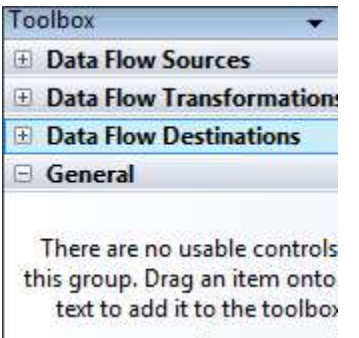 Toolbox
Data Flow Sources
Data Flow Transformations
Data Flow Destinations
General
There are no usable controls
this group. Drag an item onto
text to add it to the toolbox